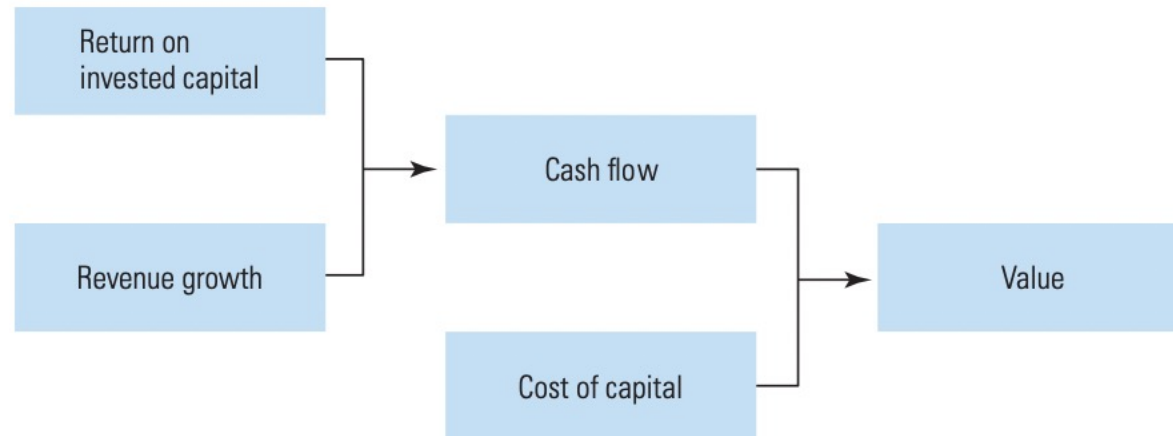 Return on
invested capital
Cash flow
Revenue growth
Value
Cost of capital